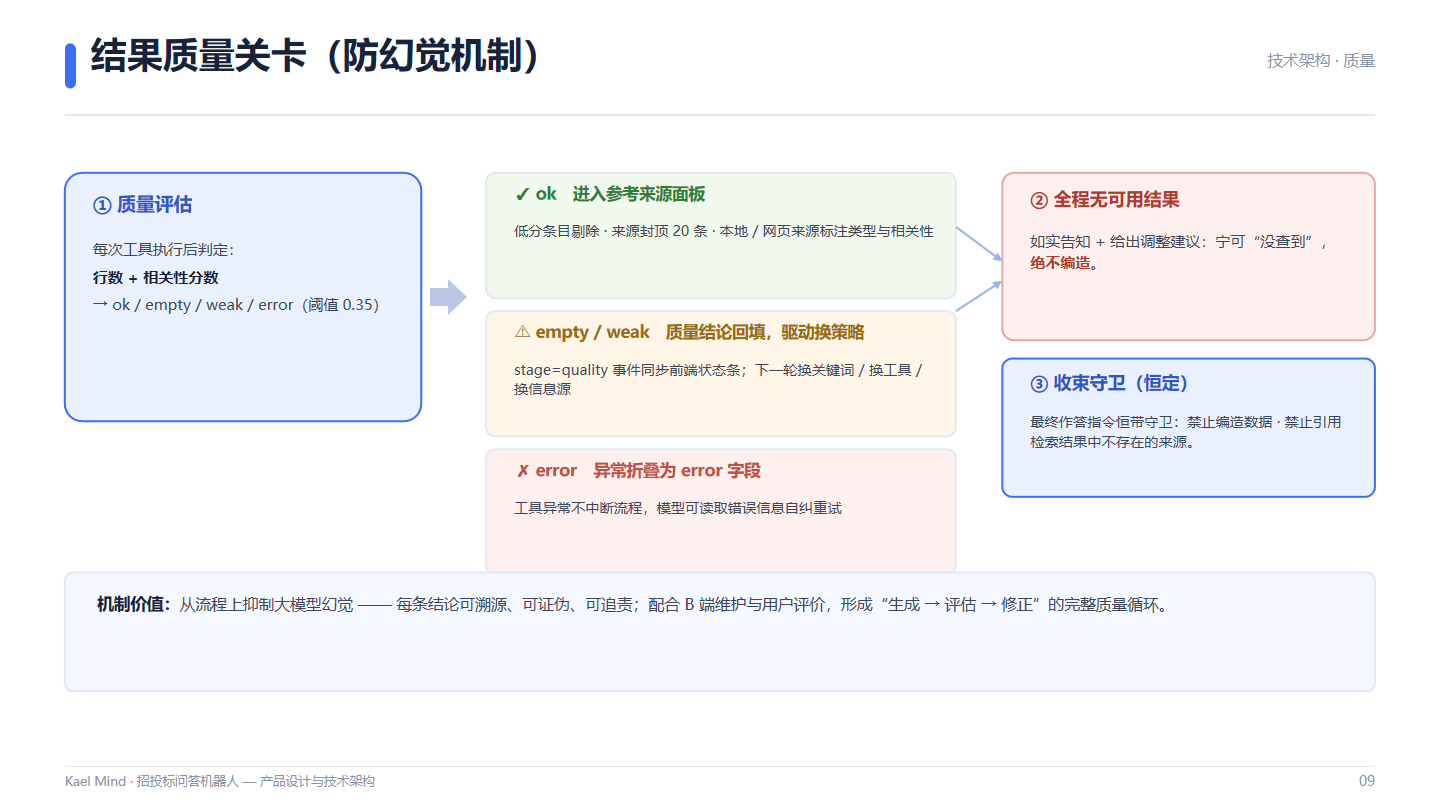 结果质量关卡（防幻觉机制）
技术架构 · 质量
① 质量评估
每次工具执行后判定：
行数 + 相关性分数
→ ok / empty / weak / error（阈值 0.35）
✓ ok 进入参考来源面板
低分条目剔除 · 来源封顶 20 条 · 本地 / 网页来源标注类型与相关性
⚠ empty / weak 质量结论回填，驱动换策略
stage=quality 事件同步前端状态条；下一轮换关键词 / 换工具 /
换信息源
✗ error 异常折叠为 error 字段
工具异常不中断流程，模型可读取错误信息自纠重试
② 全程无可用结果
如实告知 + 给出调整建议：宁可“没查到”，
绝不编造。
③ 收束守卫（恒定）
最终作答指令恒带守卫：禁止编造数据 · 禁止引用
检索结果中不存在的来源。
机制价值：从流程上抑制大模型幻觉 —— 每条结论可溯源、可证伪、可追责；配合 B 端维护与用户评价，形成“生成 → 评估 → 修正”的完整质量循环。
Kael Mind · 招投标问答机器人 — 产品设计与技术架构
09